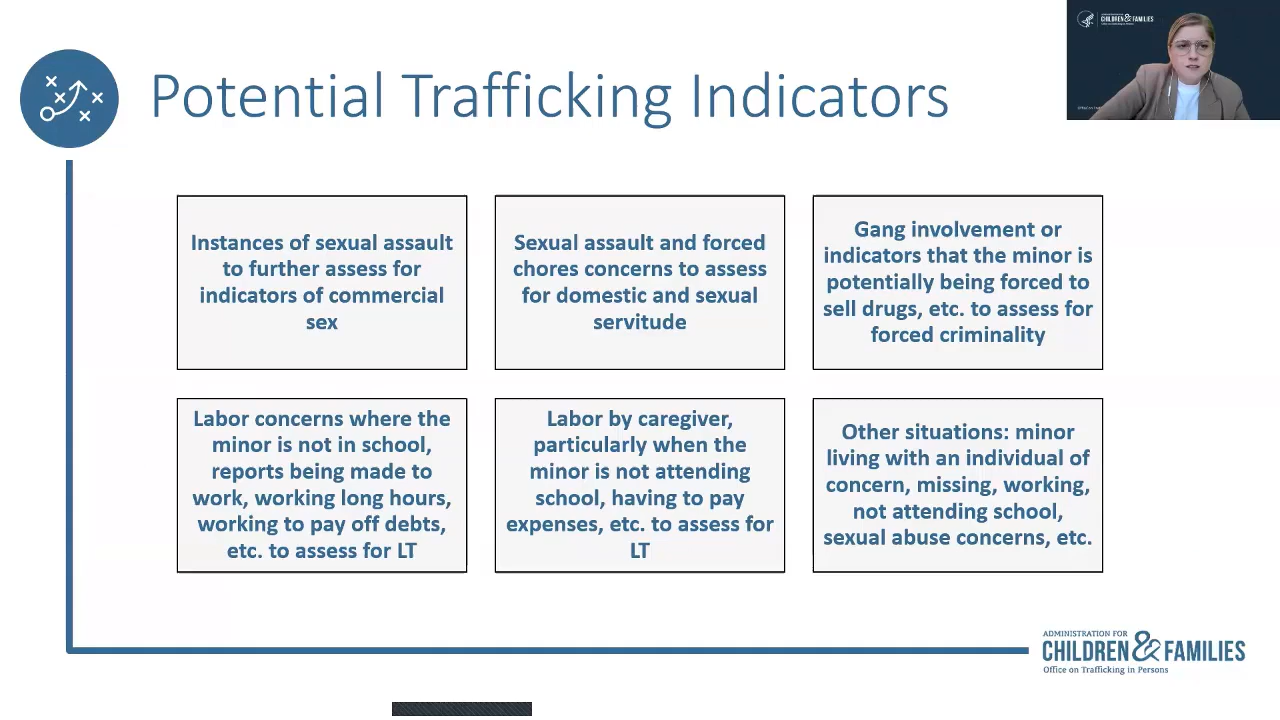 Potential Trafficking Indicators
ADMINISTRATION FOR
CHILDREN & FAMILIES
Instances of sexual assault
to further assess for
indicators of commercial
sex
Sexual assault and forced
chores concerns to assess
for domestic and sexual
servitude
Gang involvement or
indicators that the minor is
potentially being forced to
sell drugs, etc. to assess for
forced criminality
Labor concerns where the
minor is not in school,
reports being made to
work, working long hours,
working to pay off debts,
etc. to assess for LT
Labor by caregiver,
particularly when the
minor is not attending
school, having to pay
expenses, etc. to assess for
LT
Other situations: minor
living with an individual of
concern, missing, working,
not attending school,
sexual abuse concerns, etc.
ADMINISTRATION FOR
CHILDREN & FAMILIES
Office on Trafficking in Persons